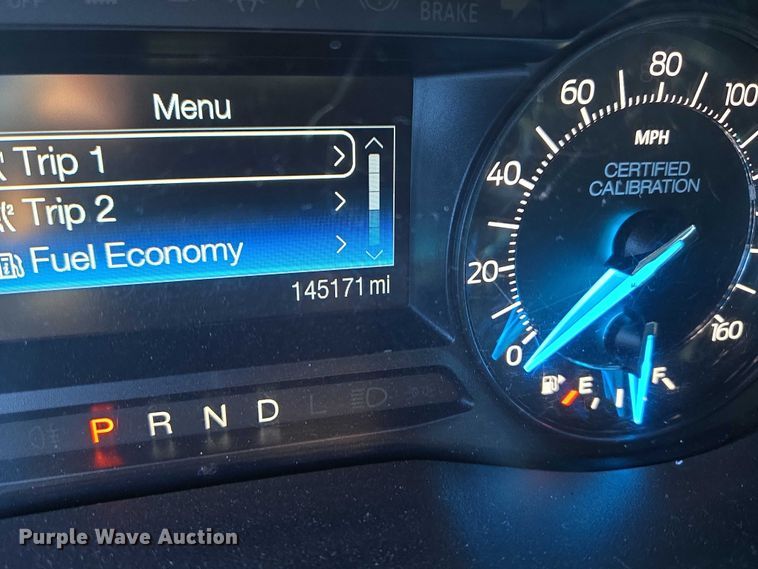 OFF
BRAKE
Menu
Trip 1
Trip 2
Fuel Economy
145171 mi
P R N D
0
20
40
60
80
100
160
MPH
CERTIFIED
CALIBRATION
E F
Purple Wave Auction